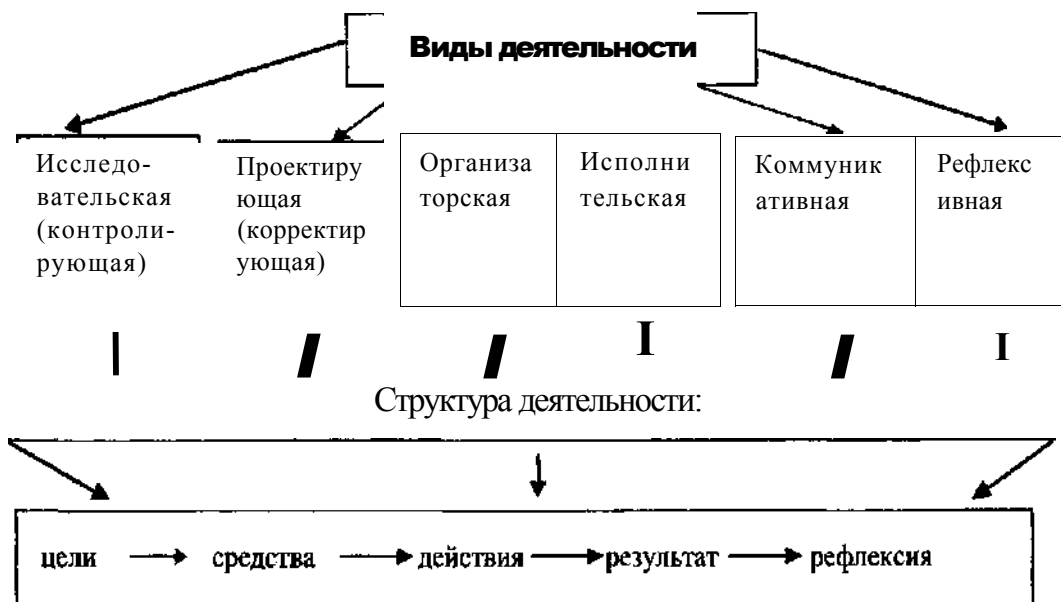 Виды деятельности
Исследо-
вательская
(контроли-
рующая)
Проектиру
ющая
(корректир
ующая)
Организа
торская
Исполни
тельская
Коммуник
ативная
Рефлекс
ивная
Структура деятельности:
цели средства действия результат рефлексия